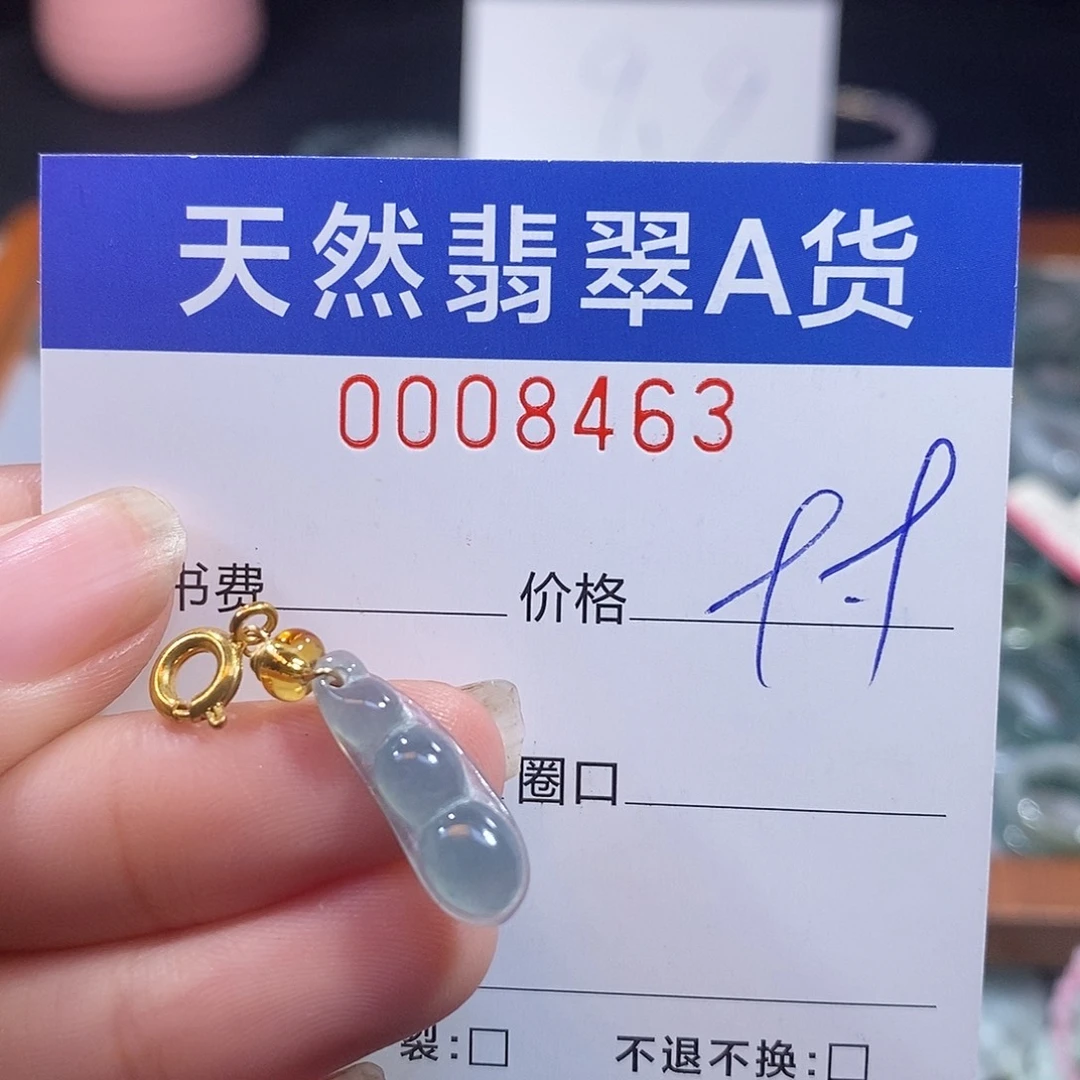 天然翡翠A货
0008463
书费 价格
圈口
裂:□ 不退不换:□